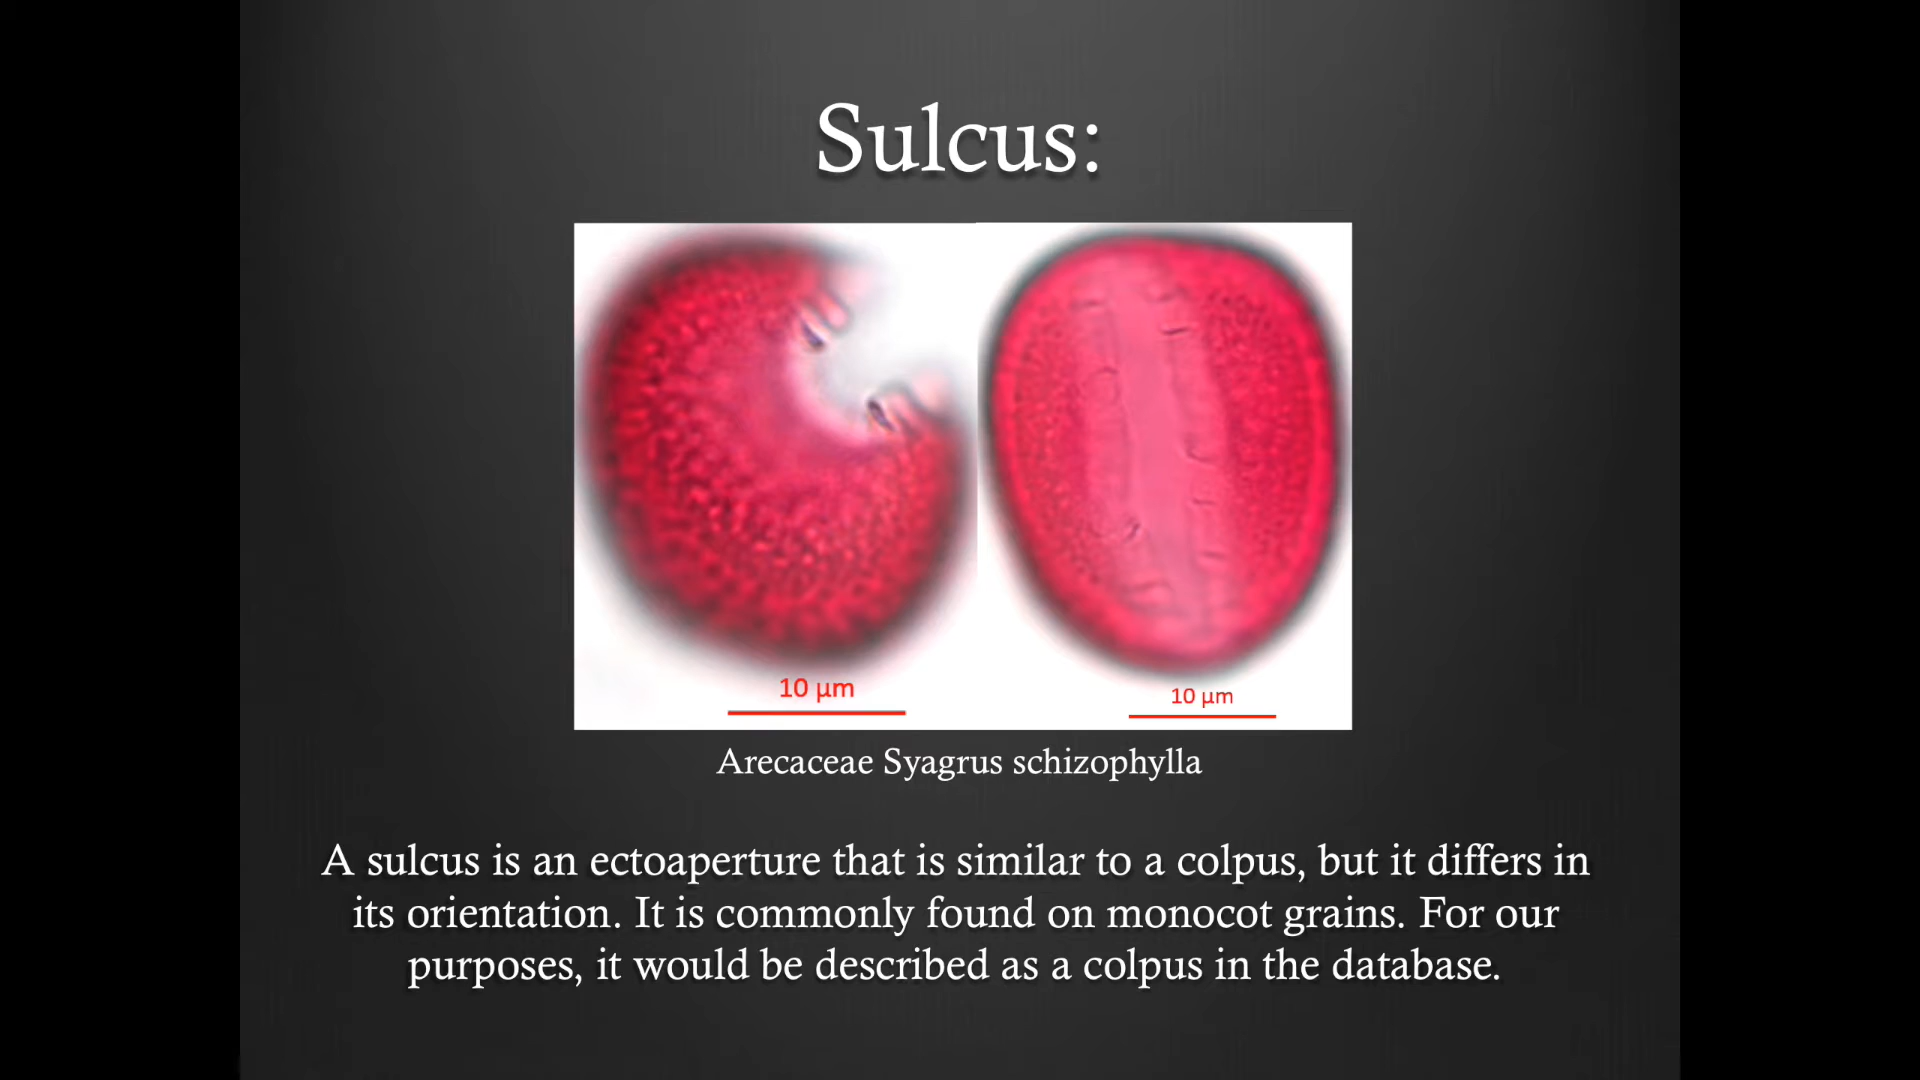 Sulcus:
10 µm
10 µm
Arecaceae Syagrus schizophylla
A sulcus is an ectoaperture that is similar to a colpus, but it differs in
its orientation. It is commonly found on monocot grains. For our
purposes, it would be described as a colpus in the database.